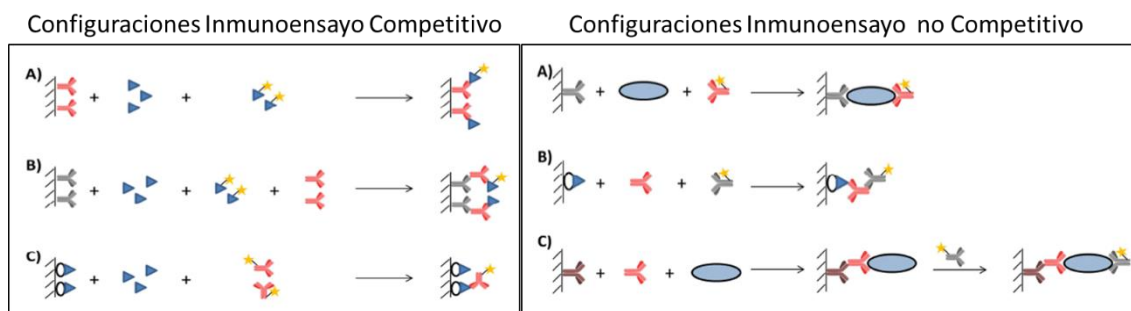 Configuraciones Inmunoensayo Competitivo
A)
+
+
B)
+
+
+
C)
+
+
Configuraciones Inmunoensayo no Competitivo
A)
+
+
B)
+
+
C)
+
+